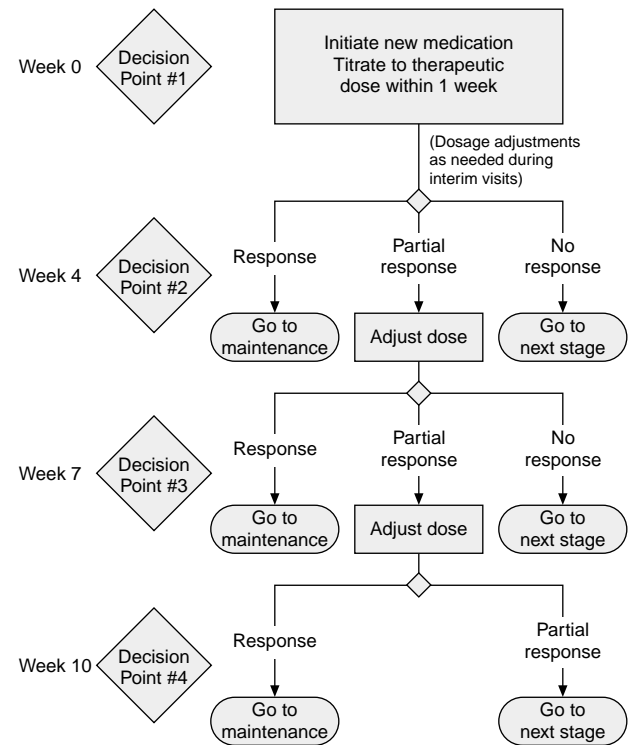 Week 0
Decision
Point #1
Initiate new medication
Titrate to therapeutic
dose within 1 week
(Dosage adjustments
as needed during
interim visits)
Week 4
Decision
Point #2
Response
Partial
response
No
response
Go to
maintenance
Adjust dose
Go to
next stage
Week 7
Decision
Point #3
Response
Partial
response
No
response
Go to
maintenance
Adjust dose
Go to
next stage
Week 10
Decision
Point #4
Response
Partial
response
Go to
maintenance
Go to
next stage